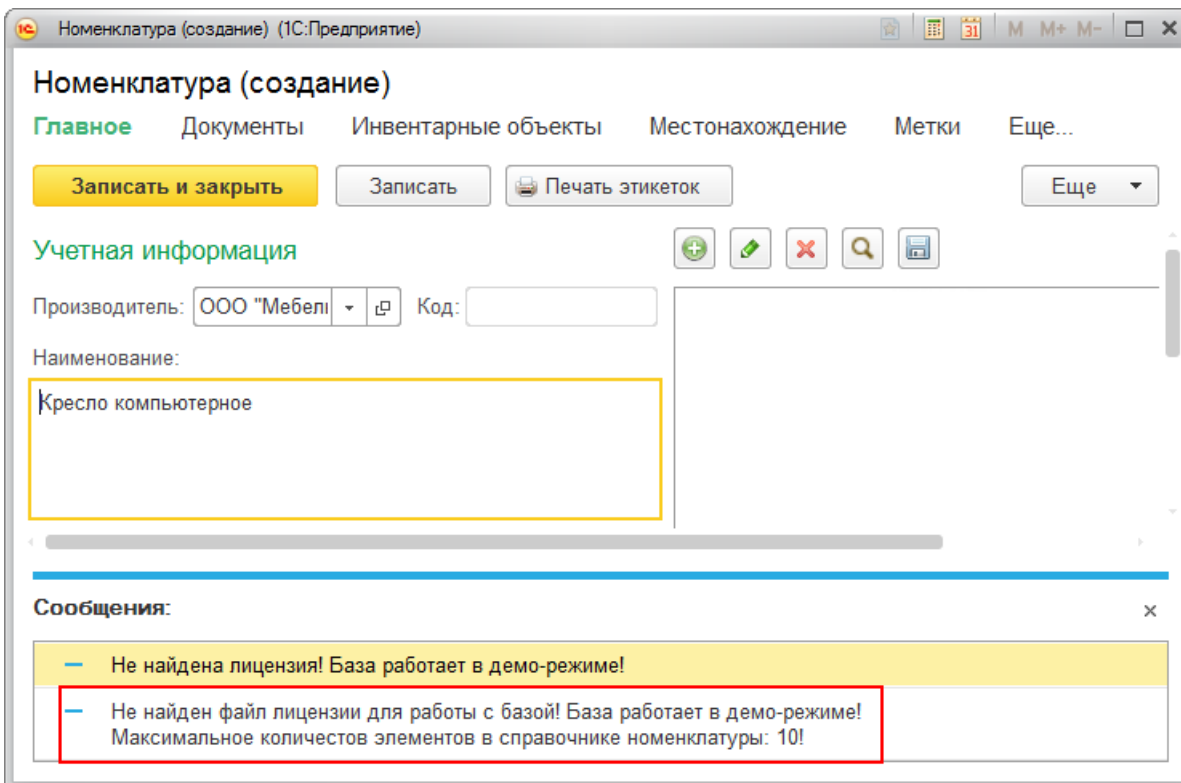 Номенклатура (создание) (1С:Предприятие)
31 M M+ M-
Номенклатура (создание)
Главное Документы Инвентарные объекты Местонахождение Метки Еще...
Записать и закрыть Записать Печать этикеток Еще
Учетная информация
Производитель: ООО "Мебель Код:
Наименование:
Кресло компьютерное
Сообщения:
Не найдена лицензия! База работает в демо-режиме!
Не найден файл лицензии для работы с базой! База работает в демо-режиме!
Максимальное количестов элементов в справочнике номенклатуры: 10!